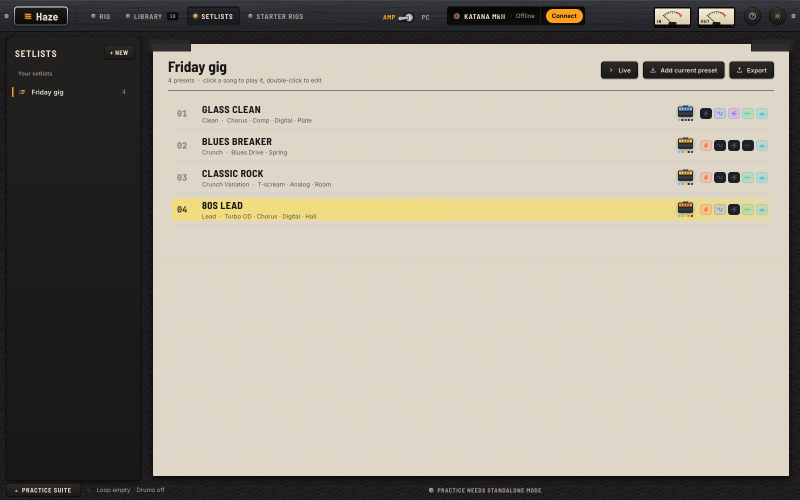 Haze
RIG
LIBRARY 10
SETLISTS
STARTER RIGS
AMP PC
KATANA MkII · Offline
Connect
IN
OUT
SETLISTS
+ NEW
Your setlists
Friday gig 4
Friday gig
4 presets · click a song to play it, double-click to edit
Live
Add current preset
Export
01 GLASS CLEAN
Clean · Chorus · Comp · Digital · Plate
02 BLUES BREAKER
Crunch · Blues Drive · Spring
03 CLASSIC ROCK
Crunch Variation · T-scream · Analog · Room
04 80S LEAD
Lead · Turbo OD · Chorus · Digital · Hall
PRACTICE SUITE
Loop empty · Drums off
PRACTICE NEEDS STANDALONE MODE